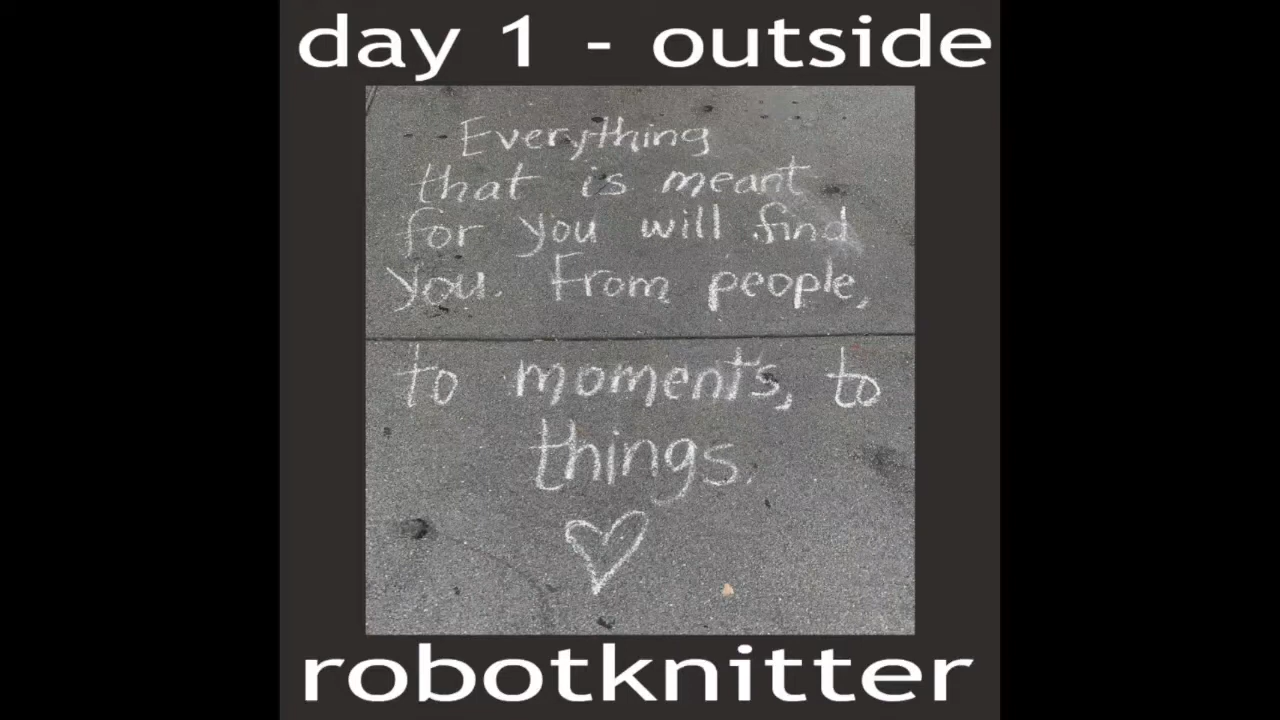 day 1 - outside
Everything
that is meant
for you will find
you. From people,
to moments, to
things.
robotknitter